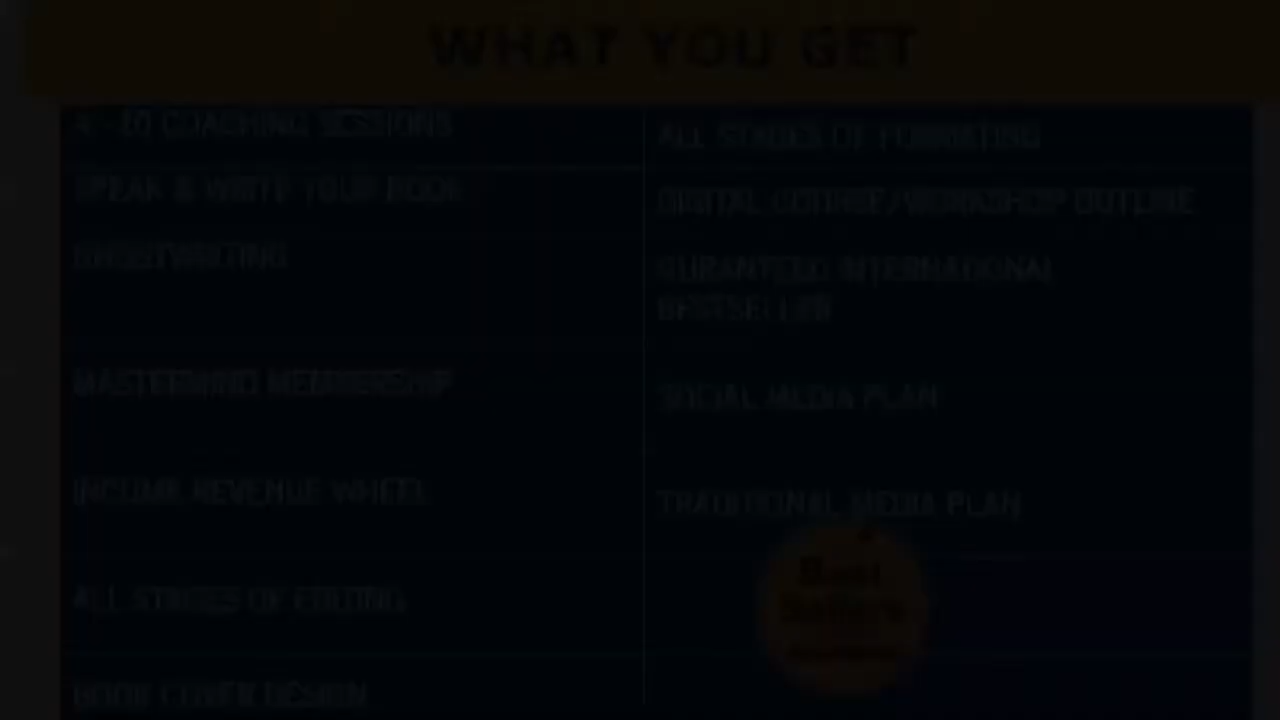 WHAT YOU GET
COACHING SESSIONS
SPEAK & WRITE YOUR BOOK
GHOSTWRITING
MASTERMIND MEMBERSHIP
INCOME REVENUE WHEEL
ALL STAGES OF EDITING
BOOK COVER DESIGN
ALL STAGES OF FORMATTING
DIGITAL COURSE/WORKSHOP OUTLINE
GURANTEED INTERNATIONAL
BESTSELLER
SOCIAL MEDIA PLAN
TRADITIONAL MEDIA PLAN
Best
Sellers